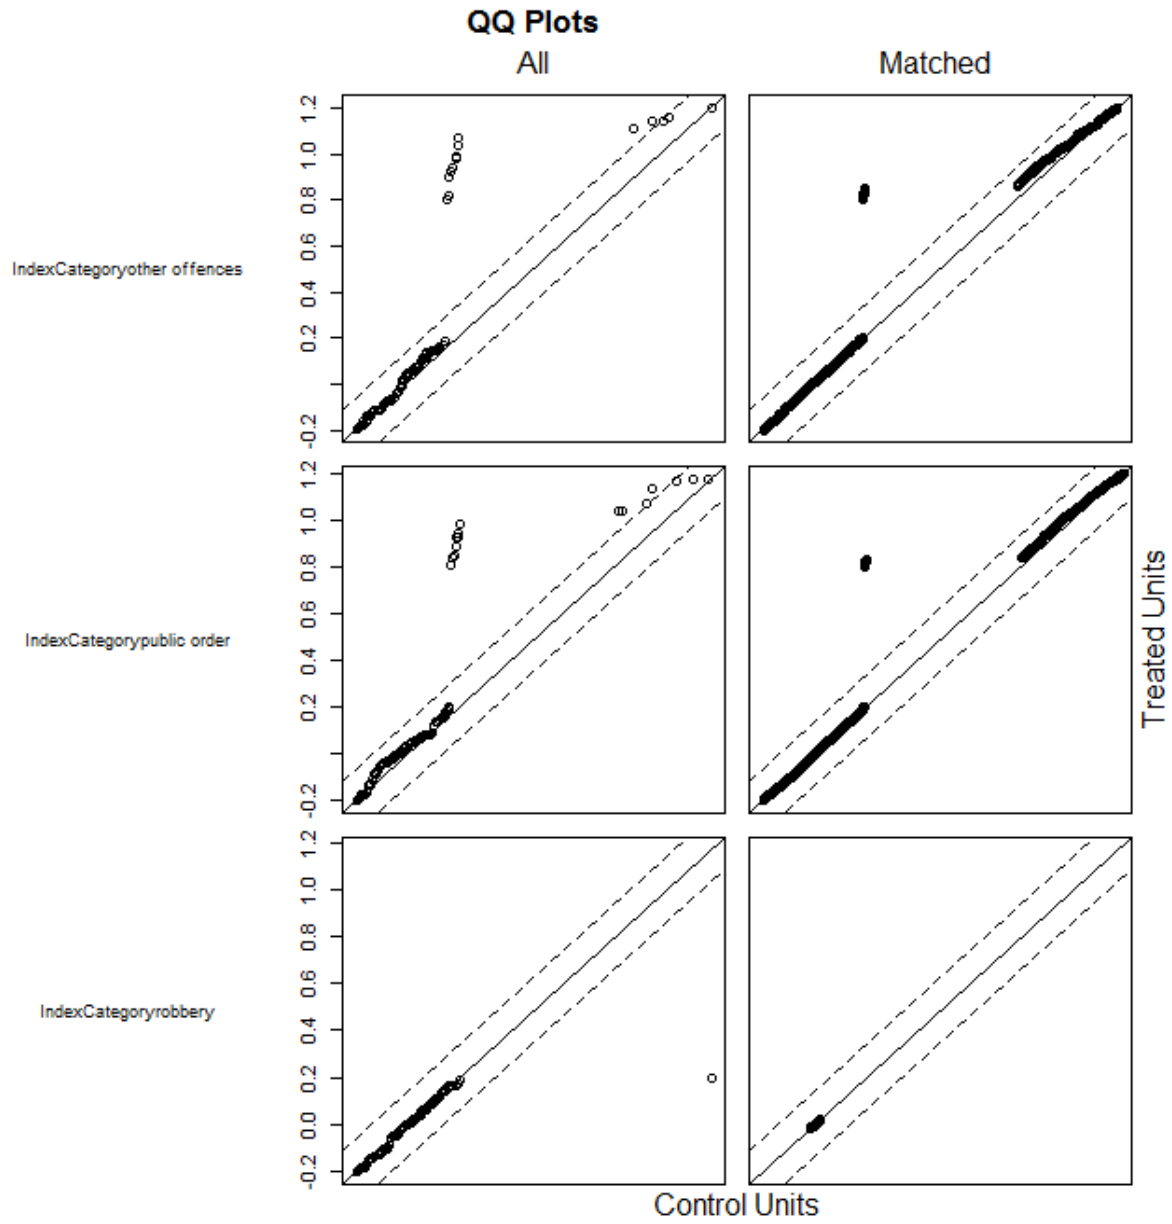 QQ Plots
All Matched
IndexCategoryother offences
-0.2 0.2 0.4 0.6 0.8 1.0 1.2
IndexCategorypublic order
-0.2 0.2 0.4 0.6 0.8 1.0 1.2
IndexCategoryrobbery
-0.2 0.0 0.2 0.4 0.6 0.8 1.0 1.2
Treated Units
Control Units